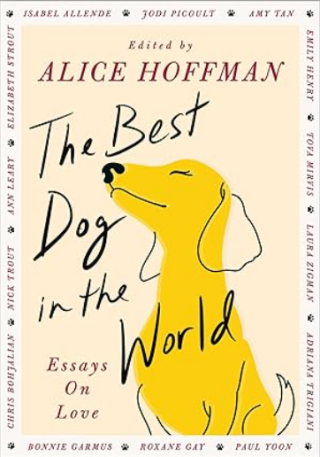 ISABEL ALLENDE JODI PICOULT AMY TAN
Edited by
ALICE HOFFMAN
The Best
Dog
in the
World
Essays
On
Love
ELIZABETH STROUT
ANN LEARY
NICK TROUT
CHRIS BOHJALIAN
EMILY HENRY
TOVA MIRVIS
LAURA ZIGMAN
ADRIANA TRIGIANI
BONNIE GARMUS ROXANE GAY PAUL YOON